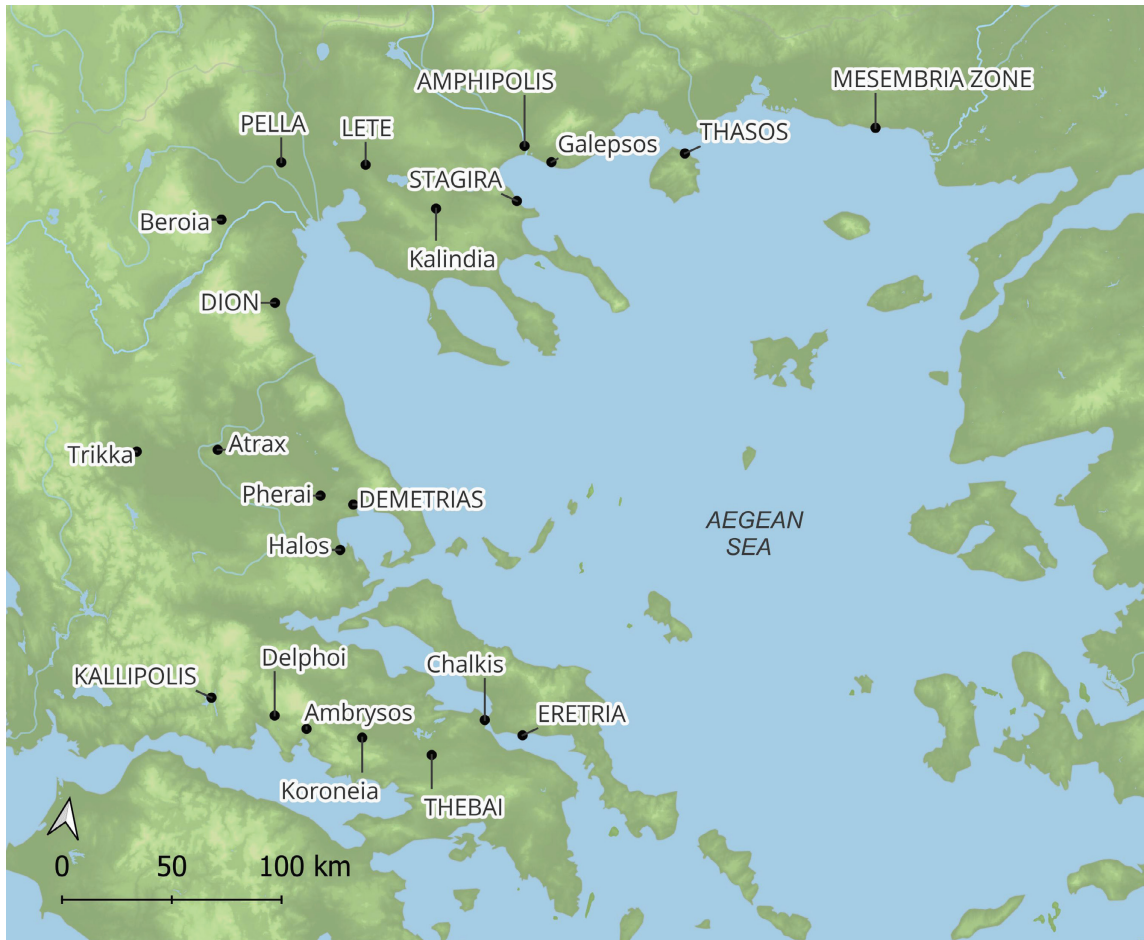 AMPHIPOLIS
MESEMBRIA ZONE
PELLA
LETE
THASOS
Galepsos
STAGIRA
Beroia
Kalindia
DION
Trikka
Atrax
Pherai
DEMETRIAS
AEGEAN
SEA
Halos
Delphoi
Chalkis
KALLIPOLIS
Ambrysos
ERETRIA
Koroneia
THEBAI
0 50 100 km